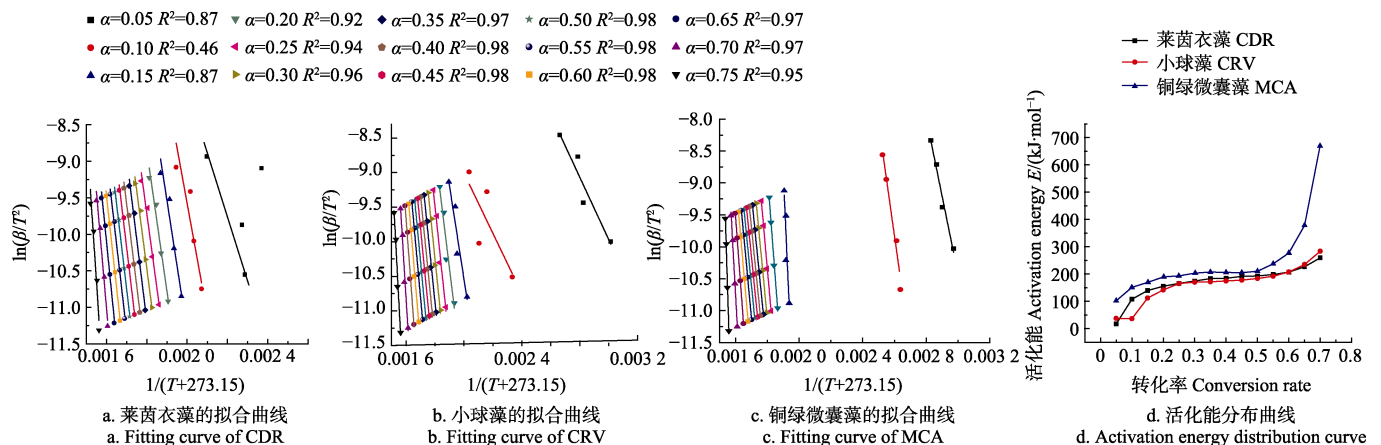 α=0.05 R²=0.87 α=0.20 R²=0.92 α=0.35 R²=0.97 α=0.50 R²=0.98 α=0.65 R²=0.97
α=0.10 R²=0.46 α=0.25 R²=0.94 α=0.40 R²=0.98 α=0.55 R²=0.98 α=0.70 R²=0.97
α=0.15 R²=0.87 α=0.30 R²=0.96 α=0.45 R²=0.98 α=0.60 R²=0.98 α=0.75 R²=0.95
莱茵衣藻 CDR
小球藻 CRV
铜绿微囊藻 MCA
ln(β/T²)
−8.5
−9.0
−9.5
−10.0
−10.5
−11.0
−11.5
0.001 6 0.002 0 0.002 4
1/(T+273.15)
a. 莱茵衣藻的拟合曲线
a. Fitting curve of CDR
ln(β/T²)
−8.5
−9.0
−9.5
−10.0
−10.5
−11.0
−11.5
0.001 6 0.002 4 0.003 2
1/(T+273.15)
b. 小球藻的拟合曲线
b. Fitting curve of CRV
ln(β/T²)
−8.0
−8.5
−9.0
−9.5
−10.0
−10.5
−11.0
−11.5
0.001 6 0.002 0 0.002 4 0.002 8 0.003 2
1/(T+273.15)
c. 铜绿微囊藻的拟合曲线
c. Fitting curve of MCA
活化能 Activation energy E/(kJ·mol⁻¹)
700
600
500
400
300
200
100
0
0 0.1 0.2 0.3 0.4 0.5 0.6 0.7 0.8
转化率 Conversion rate
d. 活化能分布曲线
d. Activation energy distribution curve